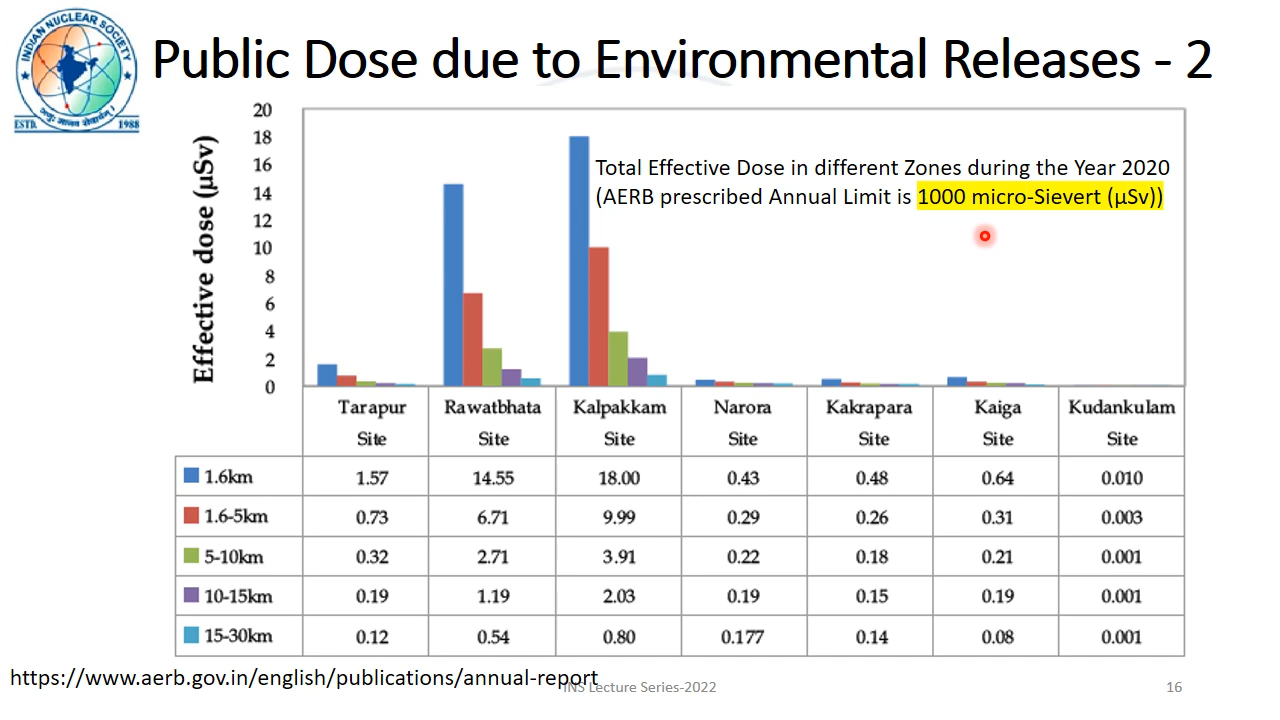 INDIAN NUCLEAR SOCIETY
ESTD. 1988
Public Dose due to Environmental Releases - 2
Effective dose (µSv)
20
18
16
14
12
10
8
6
4
2
0
Total Effective Dose in different Zones during the Year 2020
(AERB prescribed Annual Limit is 1000 micro-Sievert (µSv))
Tarapur Site Rawatbhata Site Kalpakkam Site Narora Site Kakrapara Site Kaiga Site Kudankulam Site
1.6km 1.57 14.55 18.00 0.43 0.48 0.64 0.010
1.6-5km 0.73 6.71 9.99 0.29 0.26 0.31 0.003
5-10km 0.32 2.71 3.91 0.22 0.18 0.21 0.001
10-15km 0.19 1.19 2.03 0.19 0.15 0.19 0.001
15-30km 0.12 0.54 0.80 0.177 0.14 0.08 0.001
https://www.aerb.gov.in/english/publications/annual-report
INS Lecture Series-2022
16